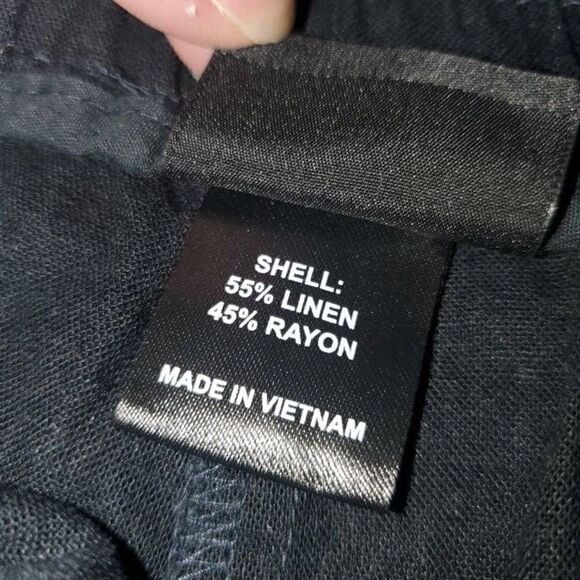 SHELL:
55% LINEN
45% RAYON
MADE IN VIETNAM